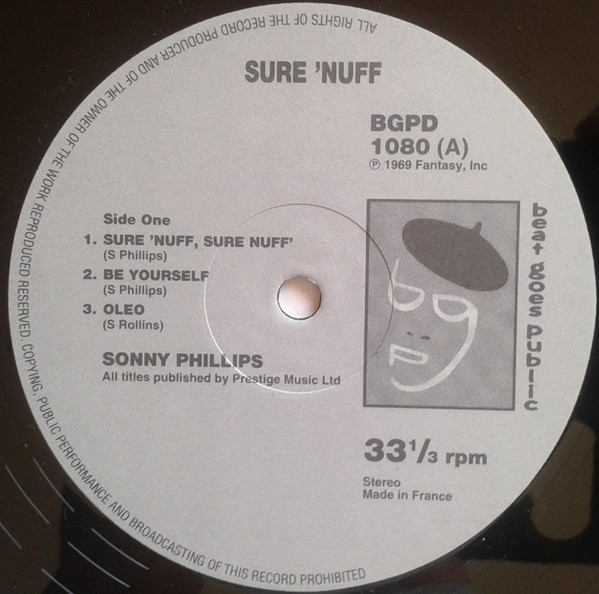 SURE 'NUFF
BGPD
1080 (A)
℗ 1969 Fantasy, Inc
Side One
1. SURE 'NUFF, SURE NUFF'
(S Phillips)
2. BE YOURSELF
(S Phillips)
3. OLEO
(S Rollins)
SONNY PHILLIPS
All titles published by Prestige Music Ltd
beat goes public
bgp
33⅓ rpm
Stereo
Made in France
ALL RIGHTS OF THE RECORD PRODUCER AND OF THE OWNER OF THE WORK REPRODUCED RESERVED. COPYING, PUBLIC PERFORMANCE AND BROADCASTING OF THIS RECORD PROHIBITED